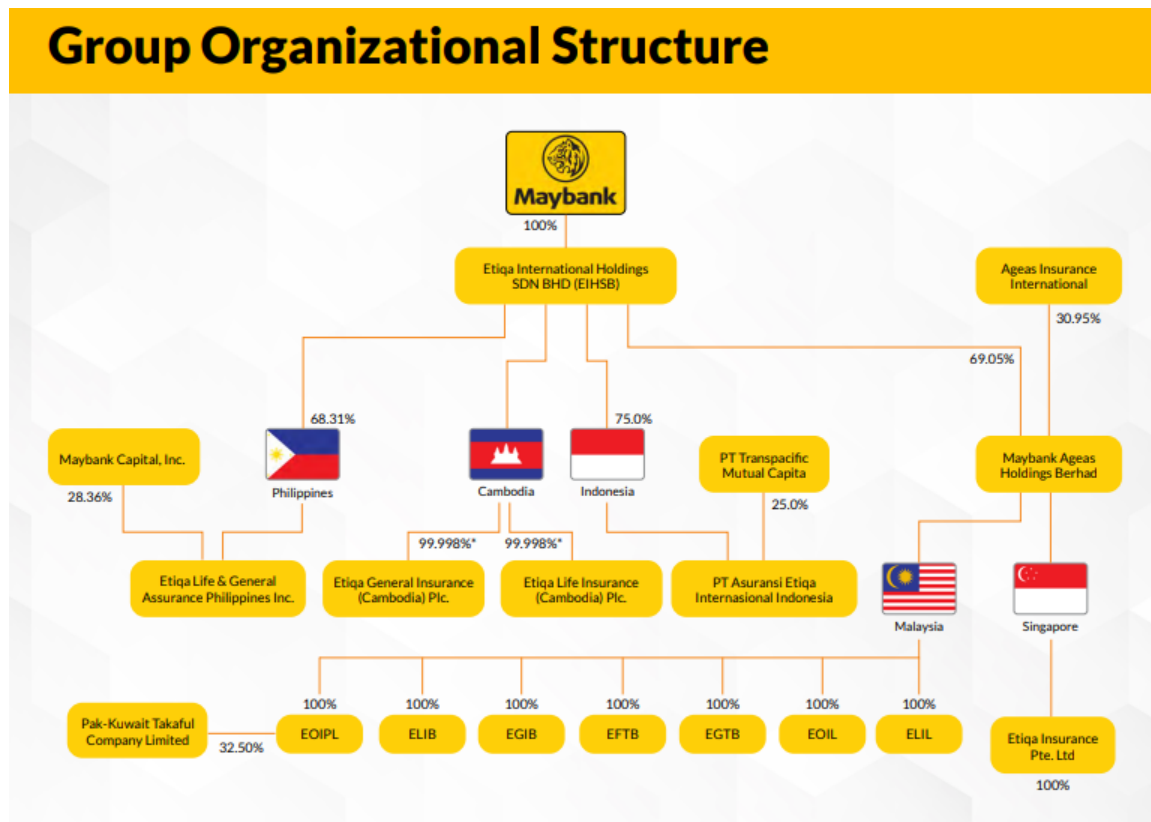 Group Organizational Structure
Maybank
100%
Etiqa International Holdings
SDN BHD (EIHSB)
Ageas Insurance
International
30.95%
69.05%
68.31%
75.0%
Maybank Capital, Inc.
28.36%
Philippines
Cambodia
Indonesia
PT Transpacific
Mutual Capita
25.0%
Maybank Ageas
Holdings Berhad
99.998%*
99.998%*
Etiqa Life & General
Assurance Philippines Inc.
Etiqa General Insurance
(Cambodia) Plc.
Etiqa Life Insurance
(Cambodia) Plc.
PT Asuransi Etiqa
Internasional Indonesia
Malaysia
Singapore
Pak-Kuwait Takaful
Company Limited
32.50%
100%
EOIPL
100%
ELIB
100%
EGIB
100%
EFTB
100%
EGTB
100%
EOIL
100%
ELIL
Etiqa Insurance
Pte. Ltd
100%